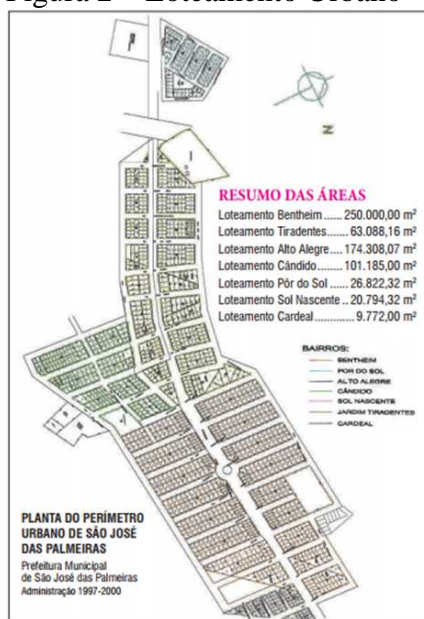 Figura 2 - Loteamento Urbano
N
RESUMO DAS ÁREAS
Loteamento Bentheim...... 250.000,00 m²
Loteamento Tiradentes...... 63.088,16 m²
Loteamento Alto Alegre.... 174.308,07 m²
Loteamento Cândido........ 101.185,00 m²
Loteamento Pôr do Sol ...... 26.822,32 m²
Loteamento Sol Nascente .. 20.794,32 m²
Loteamento Cardeal............. 9.772,00 m²
BAIRROS:
BENTHEIM
POR DO SOL
ALTO ALEGRE
CÂNDIDO
SOL NASCENTE
JARDIM TIRADENTES
CARDEAL
PLANTA DO PERÍMETRO
URBANO DE SÃO JOSÉ
DAS PALMEIRAS
Prefeitura Municipal
de São José das Palmeiras
Administração 1997-2000